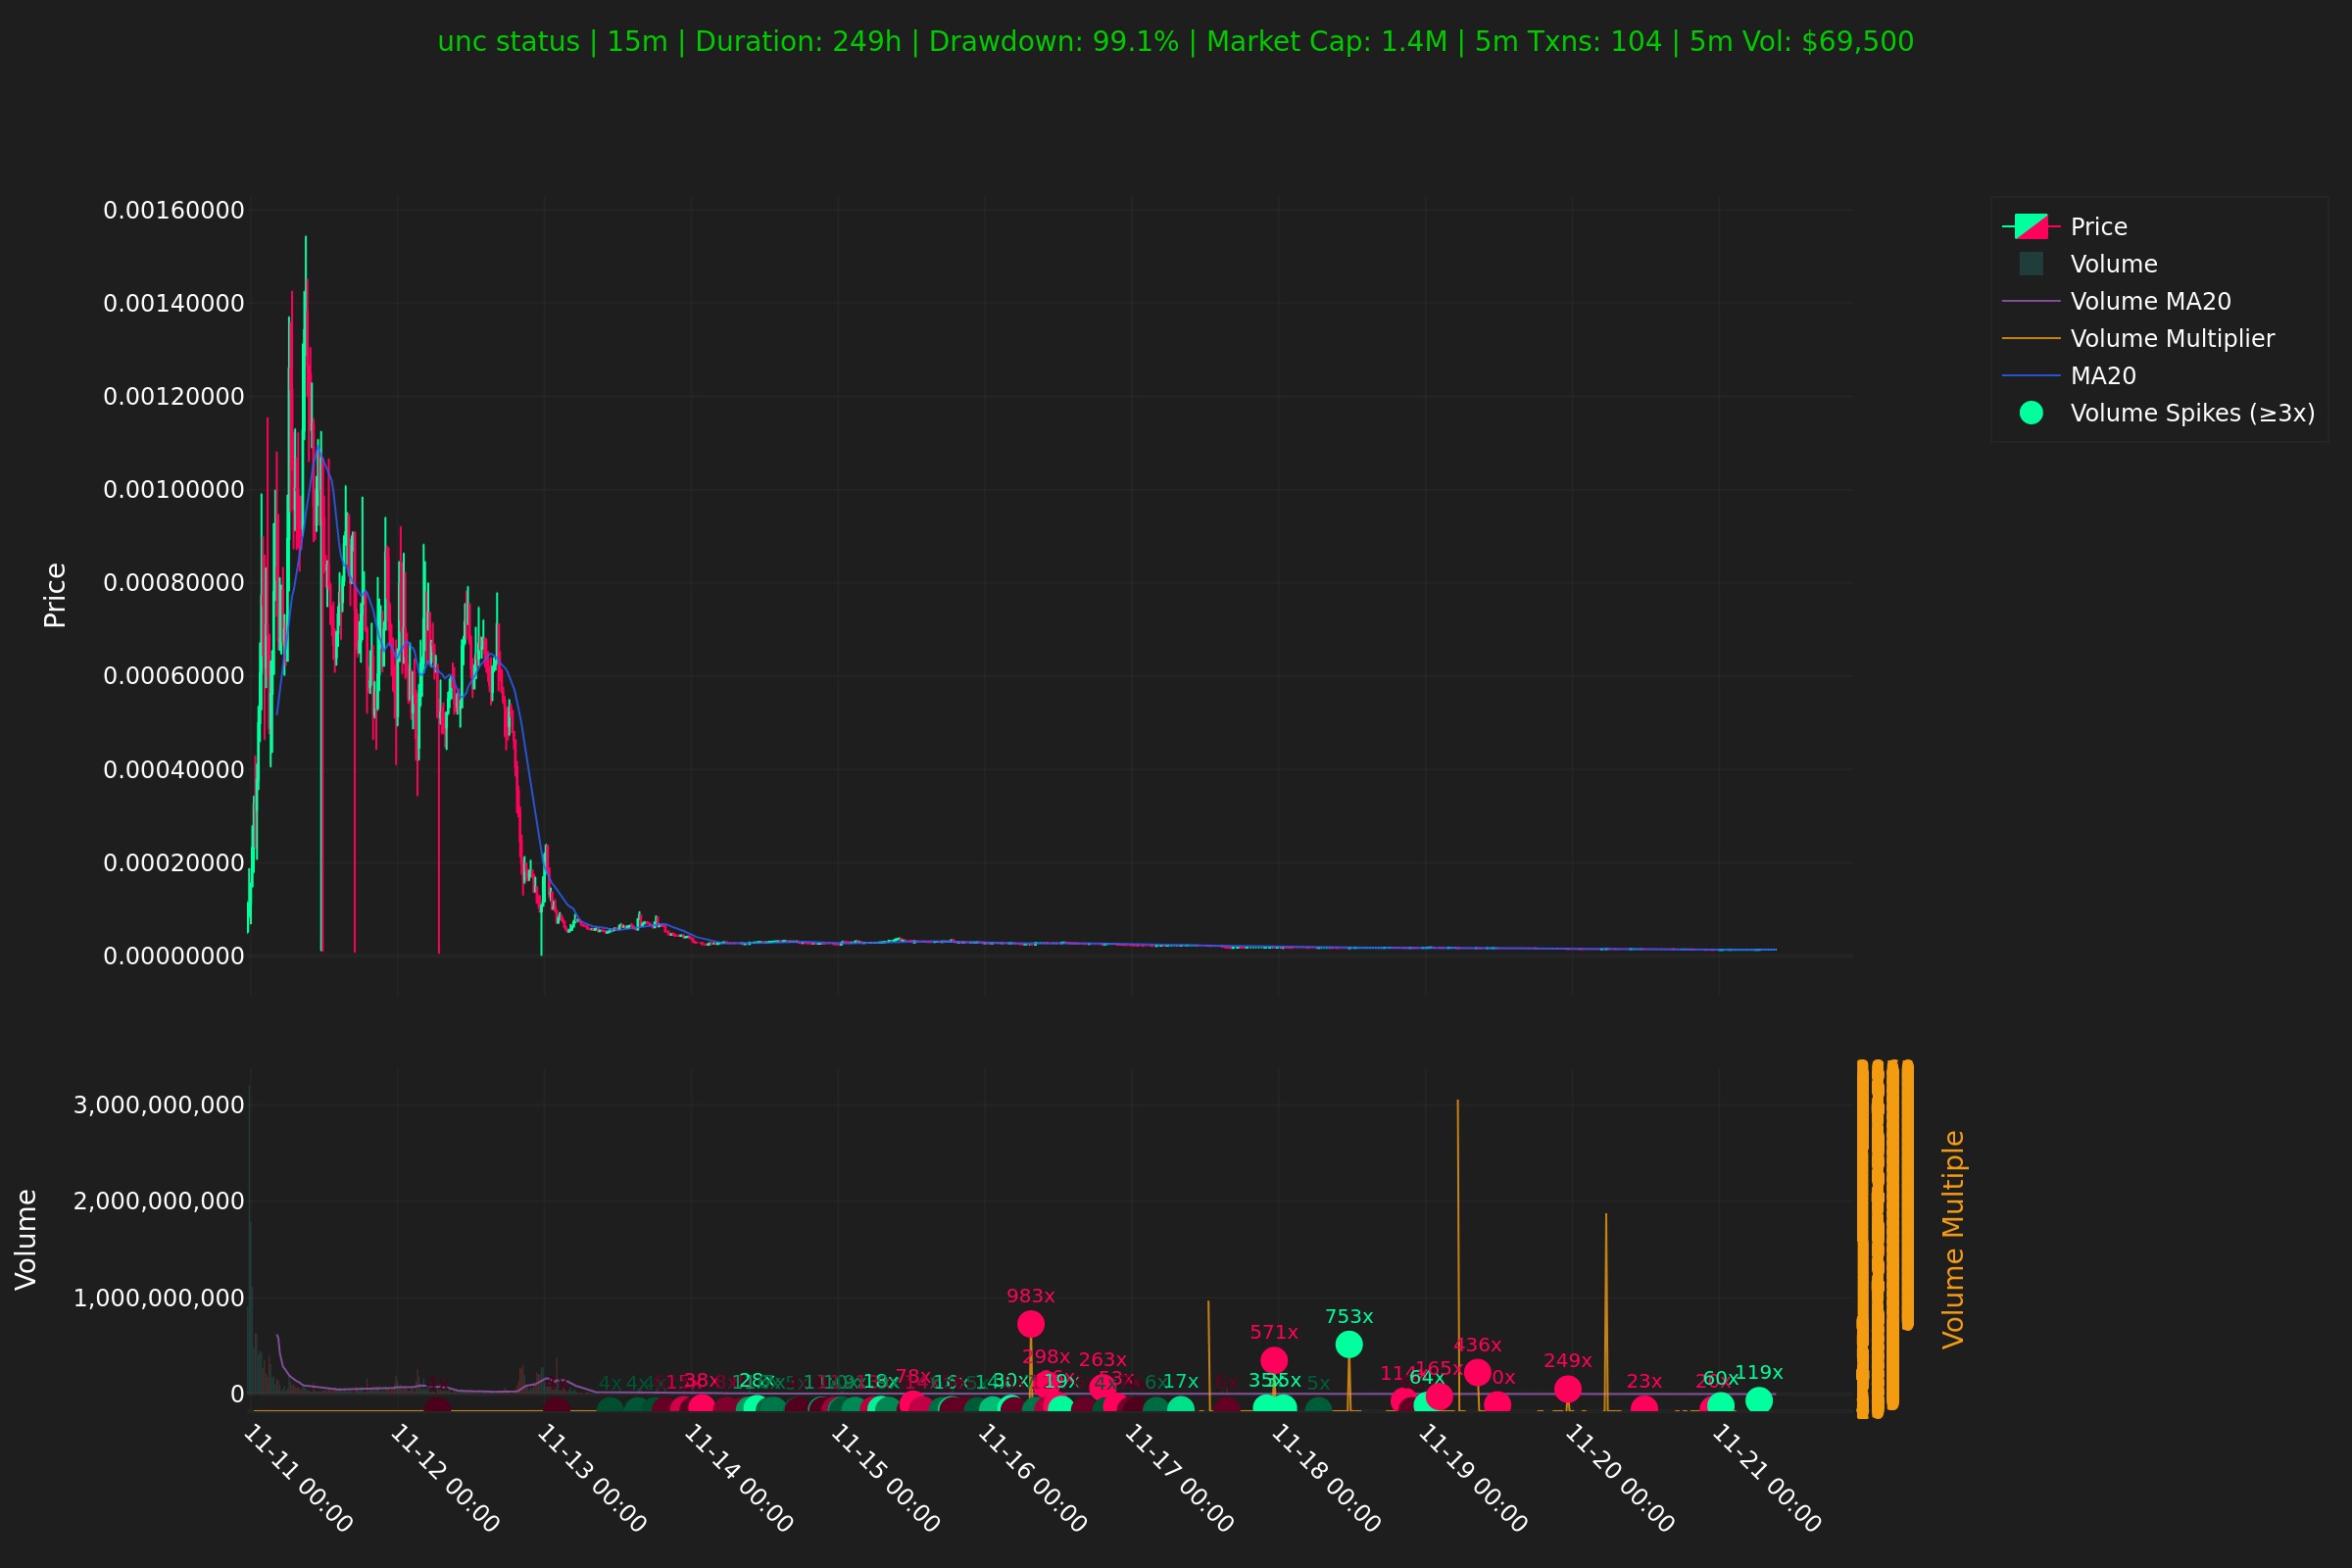 unc status | 15m | Duration: 249h | Drawdown: 99.1% | Market Cap: 1.4M | 5m Txns: 104 | 5m Vol: $69,500
Price
0.00160000
0.00140000
0.00120000
0.00100000
0.00080000
0.00060000
0.00040000
0.00020000
0.00000000
Price
Volume
Volume MA20
Volume Multiplier
MA20
Volume Spikes (≥3x)
Volume
3,000,000,000
2,000,000,000
1,000,000,000
0
983x
753x
571x
436x
298x
263x
249x
78x
38x
28x
18x
30x
19x
6x
17x
5x
64x
165x
23x
60x
119x
Volume Multiple
11-11 00:00
11-12 00:00
11-13 00:00
11-14 00:00
11-15 00:00
11-16 00:00
11-17 00:00
11-18 00:00
11-19 00:00
11-20 00:00
11-21 00:00